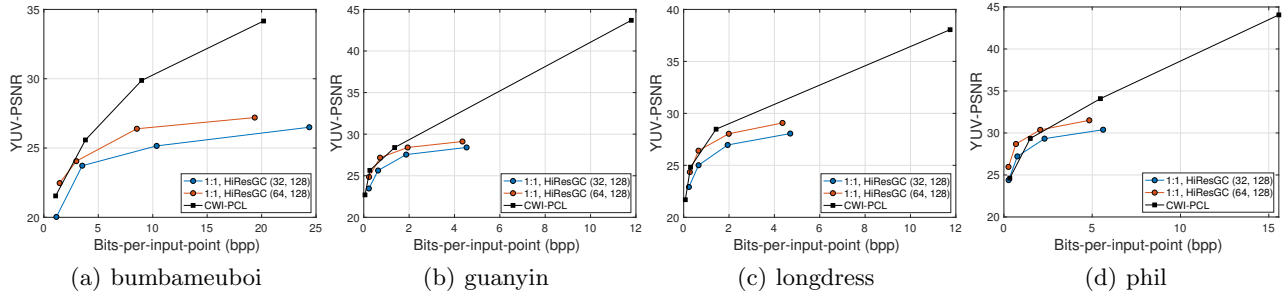 35
30
25
20
YUV-PSNR
0 5 10 15 20 25
Bits-per-input-point (bpp)
1:1, HiResGC (32, 128)
1:1, HiResGC (64, 128)
CWI-PCL
(a) bumbameuboi
45
40
35
30
25
20
YUV-PSNR
0 2 4 6 8 10 12
Bits-per-input-point (bpp)
1:1, HiResGC (32, 128)
1:1, HiResGC (64, 128)
CWI-PCL
(b) guanyin
40
35
30
25
20
YUV-PSNR
0 2 4 6 8 10 12
Bits-per-input-point (bpp)
1:1, HiResGC (32, 128)
1:1, HiResGC (64, 128)
CWI-PCL
(c) longdress
45
40
35
30
25
20
YUV-PSNR
0 5 10 15
Bits-per-input-point (bpp)
1:1, HiResGC (32, 128)
1:1, HiResGC (64, 128)
CWI-PCL
(d) phil